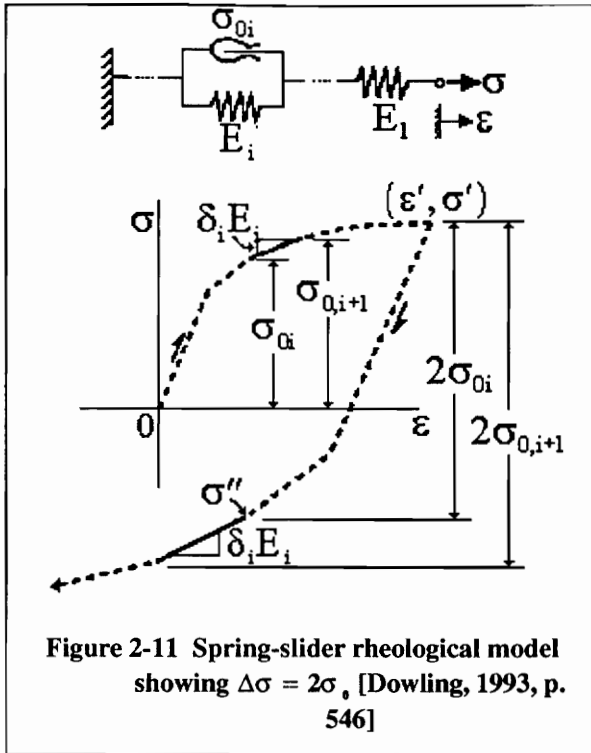 σ₀ᵢ
σ
Eᵢ
E₁
ε
(ε', σ')
σ
δᵢEᵢ
σ₀,ᵢ₊₁
σ₀ᵢ
2σ₀ᵢ
0
ε
2σ₀,ᵢ₊₁
σ''
δᵢEᵢ
Figure 2-11 Spring-slider rheological model
showing Δσ = 2σ₀ [Dowling, 1993, p.
546]